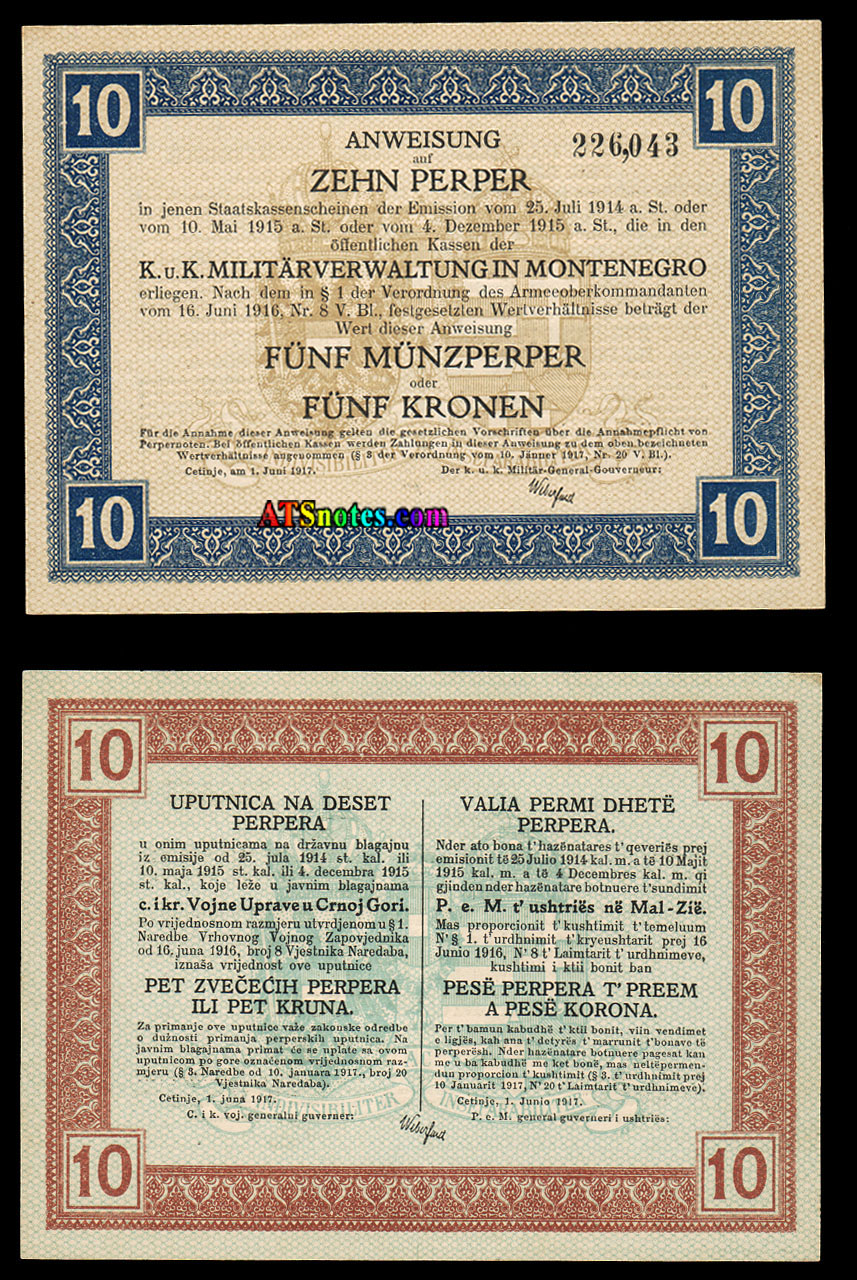 10
10
ANWEISUNG
226,043
auf
ZEHN PERPER
in jenen Staatskassenscheinen der Emission vom 25. Juli 1914 a. St. oder
vom 10. Mai 1915 a. St. oder vom 4. Dezember 1915 a. St., die in den
öffentlichen Kassen der
K. u. K. MILITÄRVERWALTUNG IN MONTENEGRO
erliegen. Nach dem in § 1 der Verordnung des Armeeoberkommandanten
vom 16. Juni 1916, Nr. 8 V. Bl., festgesetzten Wertverhältnisse beträgt der
Wert dieser Anweisung
FÜNF MÜNZPERPER
oder
FÜNF KRONEN
Für die Annahme dieser Anweisung gelten die gesetzlichen Vorschriften über die Annahmepflicht von
Perpernoten. Bei öffentlichen Kassen werden Zahlungen in dieser Anweisung zu dem oben bezeichneten
Wertverhältnisse angenommen (§ 3 der Verordnung vom 10. Jänner 1917, Nr. 20 V. Bl.).
Cetinje, am 1. Juni 1917.
Der k. u. k. Militär-General-Gouverneur:
10
10
ATSnotes.com
10
10
UPUTNICA NA DESET
PERPERA
u onim uputnicama na državnu blagajnu
iz emisije od 25. jula 1914 st. kal. ili
10. maja 1915 st. kal. ili 4. decembra 1915
st. kal., koje leže u javnim blagajnama
c. i kr. Vojne Uprave u Crnoj Gori.
Po vrijednosnom razmjeru utvrdjenom u § 1.
Naredbe Vrhovnog Vojnog Zapovjednika
od 16. juna 1916, broj 8 Vjestnika Naredaba,
iznaša vrijednost ove uputnice
PET ZVEČEĆIH PERPERA
ILI PET KRUNA.
Za primanje ove uputnice važe zakonske odredbe
o dužnosti primanja perperskih uputnica. Na
javnim blagajnama primat će se uplate sa ovom
uputnicom po gore označenom vrijednosnom raz-
mjeru (§ 3. Naredbe od 10. januara 1917., broj 20
Vjestnika Naredaba).
Cetinje, 1. juna 1917.
C. i k. voj. generalni guverner:
VALIA PERMI DHETË
PERPERA.
Nder ato bona t' hazënatares t' qeveriës prej
emisionit të 25 Julio 1914 kal. m. a të 10 Majit
1915 kal. m. a të 4 Decembres kal. m. qi
gjinden nder hazënatare botnuere t'sundimit
P. e. M. t' ushtriës në Mal-Zië.
Mas proporcionit t' kushtimit t' temeluum
N' § 1. t' urdhnimit t' kryeushtarit prej 16
Junio 1916, N' 8 t' Laimtarit t' urdhnimeve,
kushtimi i ktii bonit ban
PESË PERPERA T' PREEM
A PESË KORONA.
Per t' bamun kabudhë t' ktil bonit, viin vendimet
e ligjës, kah ana t' detyrës t' marrunit t'bonave të
perperësh. Nder hazënatare botnuere pagesat kan
me u ba kabudhë me ket bonë, mas neltëpermen-
dun proporcion t' kushtimit (§ 3. t' urdhnimit prej
10 Januarit 1917, N' 20 t' Laimtarit t' urdhnimeve).
Cetinje, 1. Junio 1917.
P. e. M. general guverneri i ushtriës:
10
10